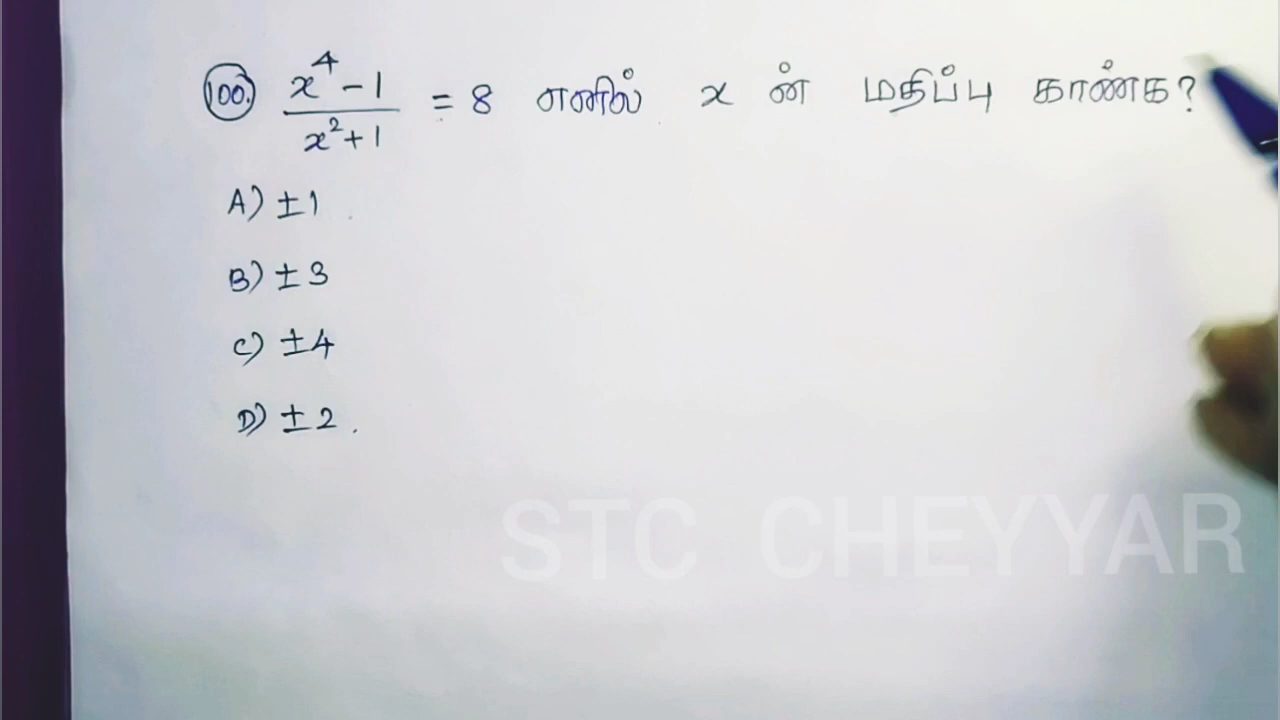 100. x⁴-1 / x²+1 = 8 எனில் x ன் மதிப்பு காண்க?
A) ±1
B) ±3
C) ±4
D) ±2.
STC CHEYYAR